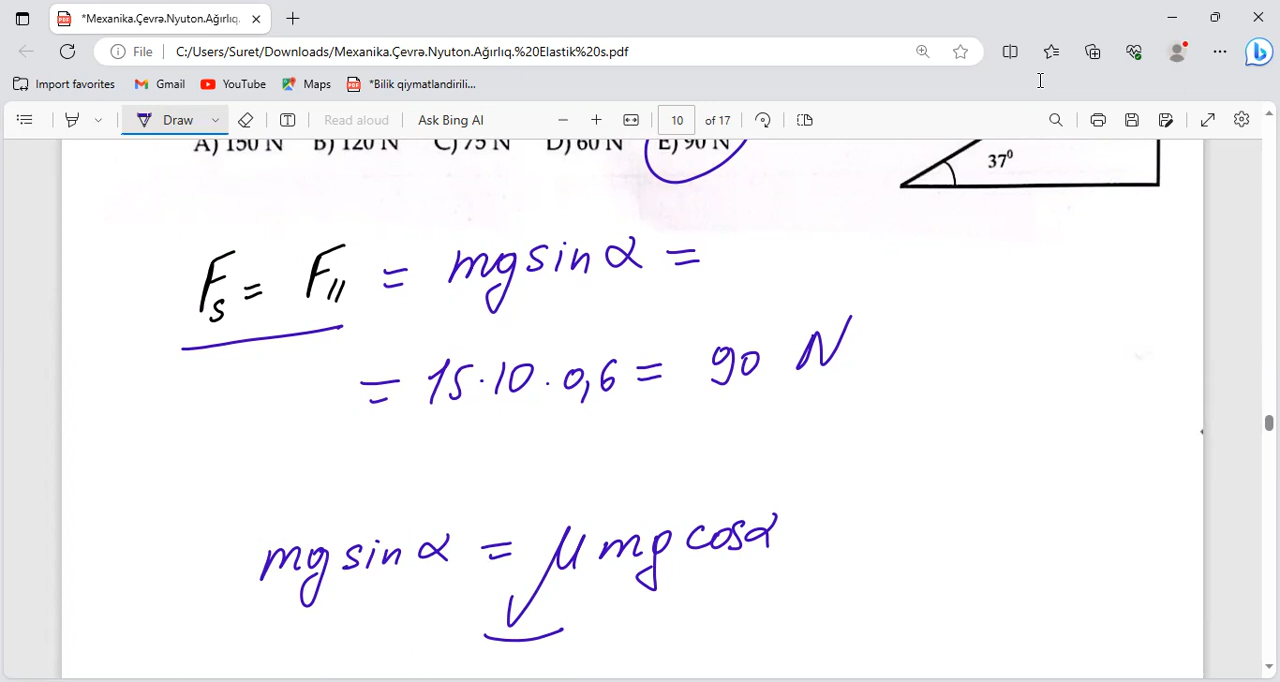 *Mexanika.Çevrə.Nyuton.Ağırlıq.
File C:/Users/Suret/Downloads/Mexanika.Çevrə.Nyuton.Ağırlıq.%20Elastik%20s.pdf
Import favorites Gmail YouTube Maps *Bilik qiymatlandirili...
Draw Read aloud Ask Bing AI 10 of 17
A) 150 N B) 120 N C) 75 N D) 60 N E) 90 N
37⁰
Fs = F// = mg sin α =
= 15·10·0,6 = 90 N
mg sin α = μ mg cosα